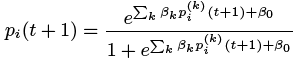 p_i(t+1) = \frac{e^{\sum_k \beta_k p_i^{(k)}(t+1)+\beta_0}}{1+e^{\sum_k \beta_k p_i^{(k)}(t+1)+\beta_0}}